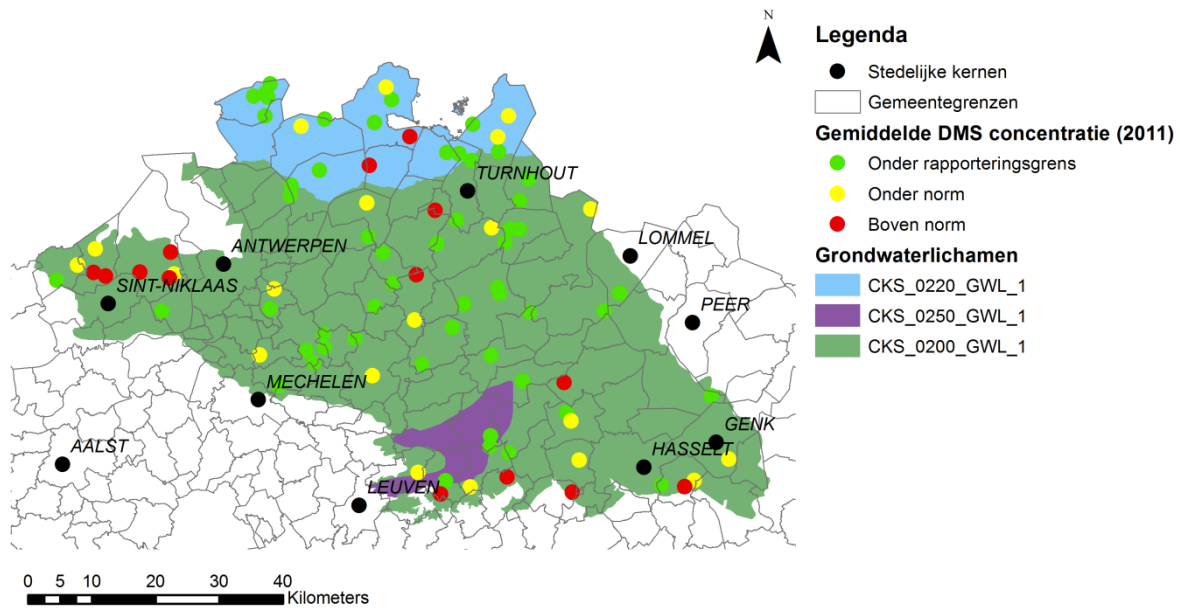 N
TURNHOUT
ANTWERPEN
LOMMEL
SINT-NIKLAAS
PEER
MECHELEN
GENK
AALST
HASSELT
LEUVEN
0 5 10 20 30 40
Kilometers
Legenda
Stedelijke kernen
Gemeentegrenzen
Gemiddelde DMS concentratie (2011)
Onder rapporteringsgrens
Onder norm
Boven norm
Grondwaterlichamen
CKS_0220_GWL_1
CKS_0250_GWL_1
CKS_0200_GWL_1